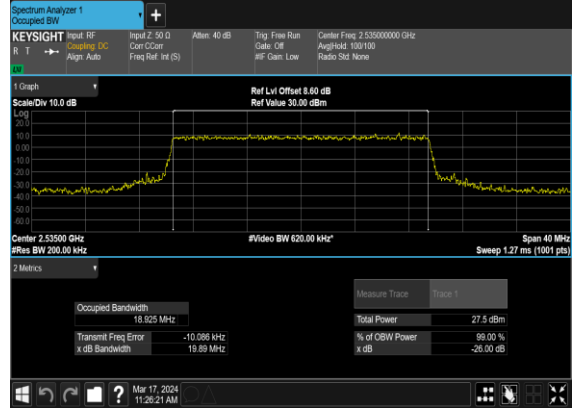 Spectrum Analyzer 1
Occupied BW
+
KEYSIGHT Input: RF Input Z: 50 Ω Atten: 40 dB Trig: Free Run Center Freq: 2.535000000 GHz
R T Coupling: DC Corr CCorr Gate: Off Avg|Hold: 100/100
Align: Auto Freq Ref: Int (S) #IF Gain: Low Radio Std: None
1 Graph
Ref Lvl Offset 8.60 dB
Scale/Div 10.0 dB Ref Value 30.00 dBm
Log
20.0
10.0
0.00
-10.0
-20.0
-30.0
-40.0
-50.0
-60.0
Center 2.53500 GHz #Video BW 620.00 kHz* Span 40 MHz
#Res BW 200.00 kHz Sweep 1.27 ms (1001 pts)
2 Metrics
Measure Trace Trace 1
Occupied Bandwidth
18.925 MHz Total Power 27.5 dBm
Transmit Freq Error -10.086 kHz % of OBW Power 99.00 %
x dB Bandwidth 19.89 MHz x dB -26.00 dB
? Mar 17, 2024
11:26:21 AM